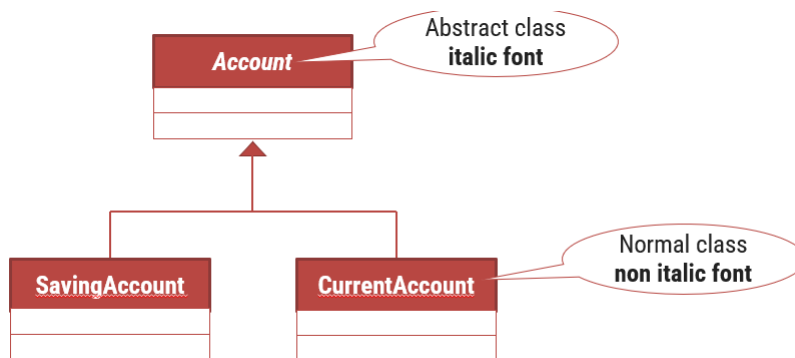 Abstract class
italic font
Account
Normal class
non italic font
SavingAccount
CurrentAccount